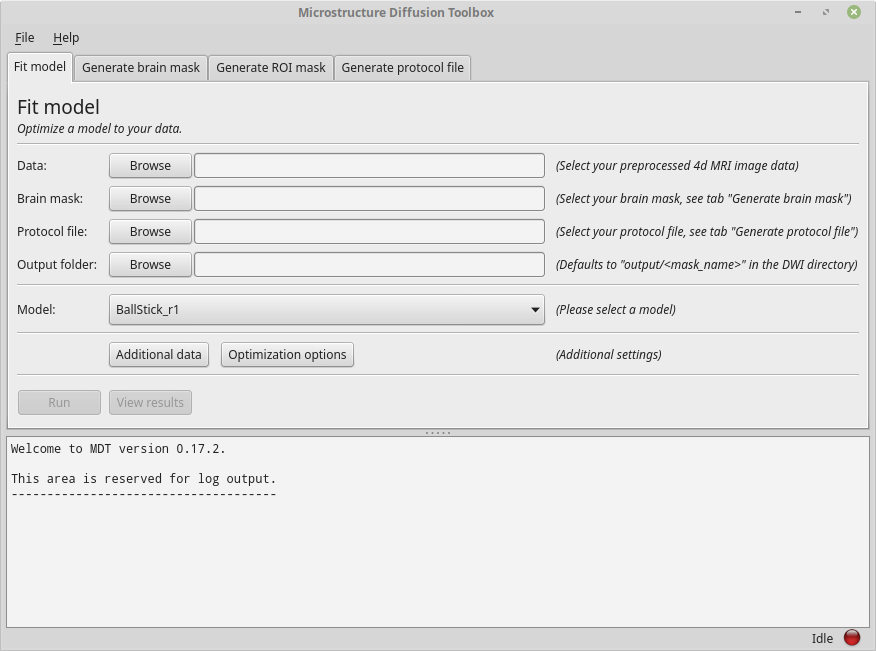 Microstructure Diffusion Toolbox
File Help
Fit model Generate brain mask Generate ROI mask Generate protocol file
Fit model
Optimize a model to your data.
Data: Browse (Select your preprocessed 4d MRI image data)
Brain mask: Browse (Select your brain mask, see tab "Generate brain mask")
Protocol file: Browse (Select your protocol file, see tab "Generate protocol file")
Output folder: Browse (Defaults to "output/<mask_name>" in the DWI directory)
Model: BallStick_r1 (Please select a model)
Additional data Optimization options (Additional settings)
Run View results
Welcome to MDT version 0.17.2.
This area is reserved for log output.
-------------------------------------
Idle